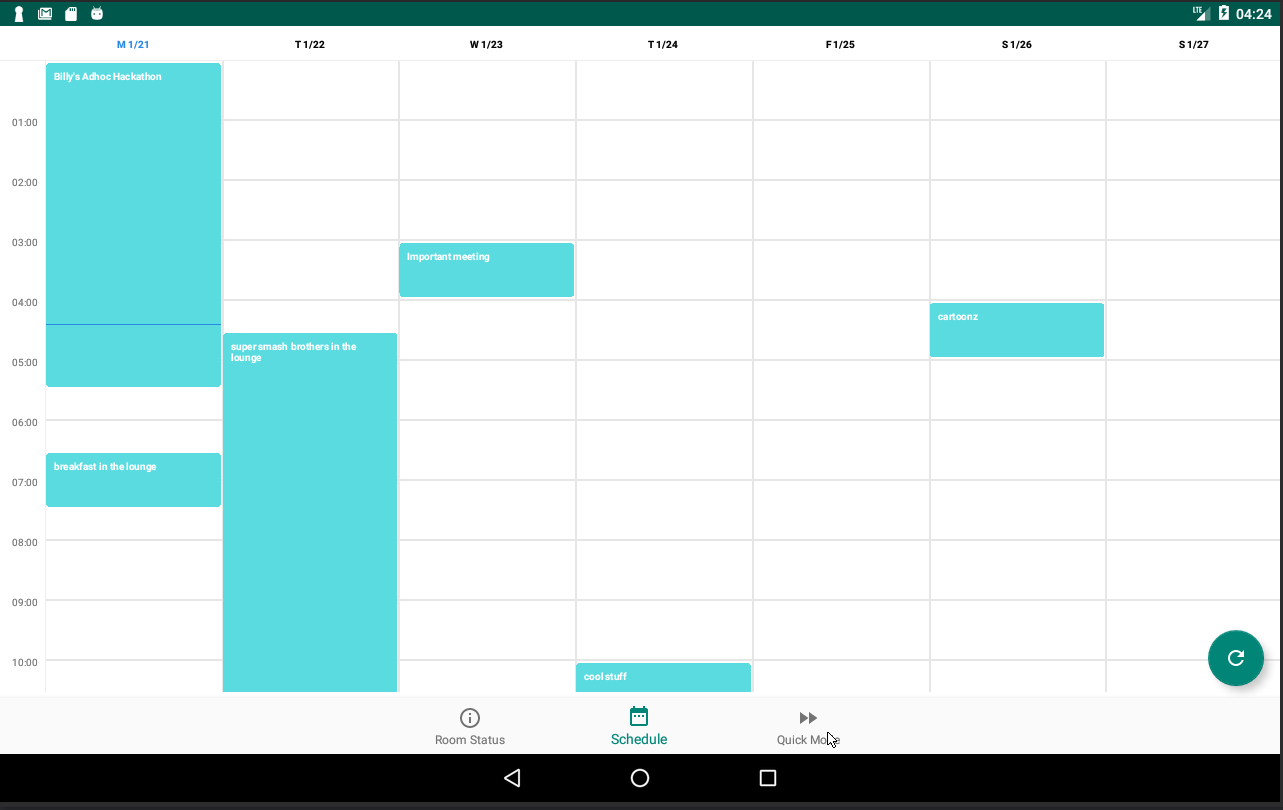 LTE 04:24
M 1/21 T 1/22 W 1/23 T 1/24 F 1/25 S 1/26 S 1/27
Billy's Adhoc Hackathon
01:00
02:00
03:00
Important meeting
04:00
cartoonz
super smash brothers in the
lounge
05:00
06:00
breakfast in the lounge
07:00
08:00
09:00
10:00
cool stuff
Room Status Schedule Quick